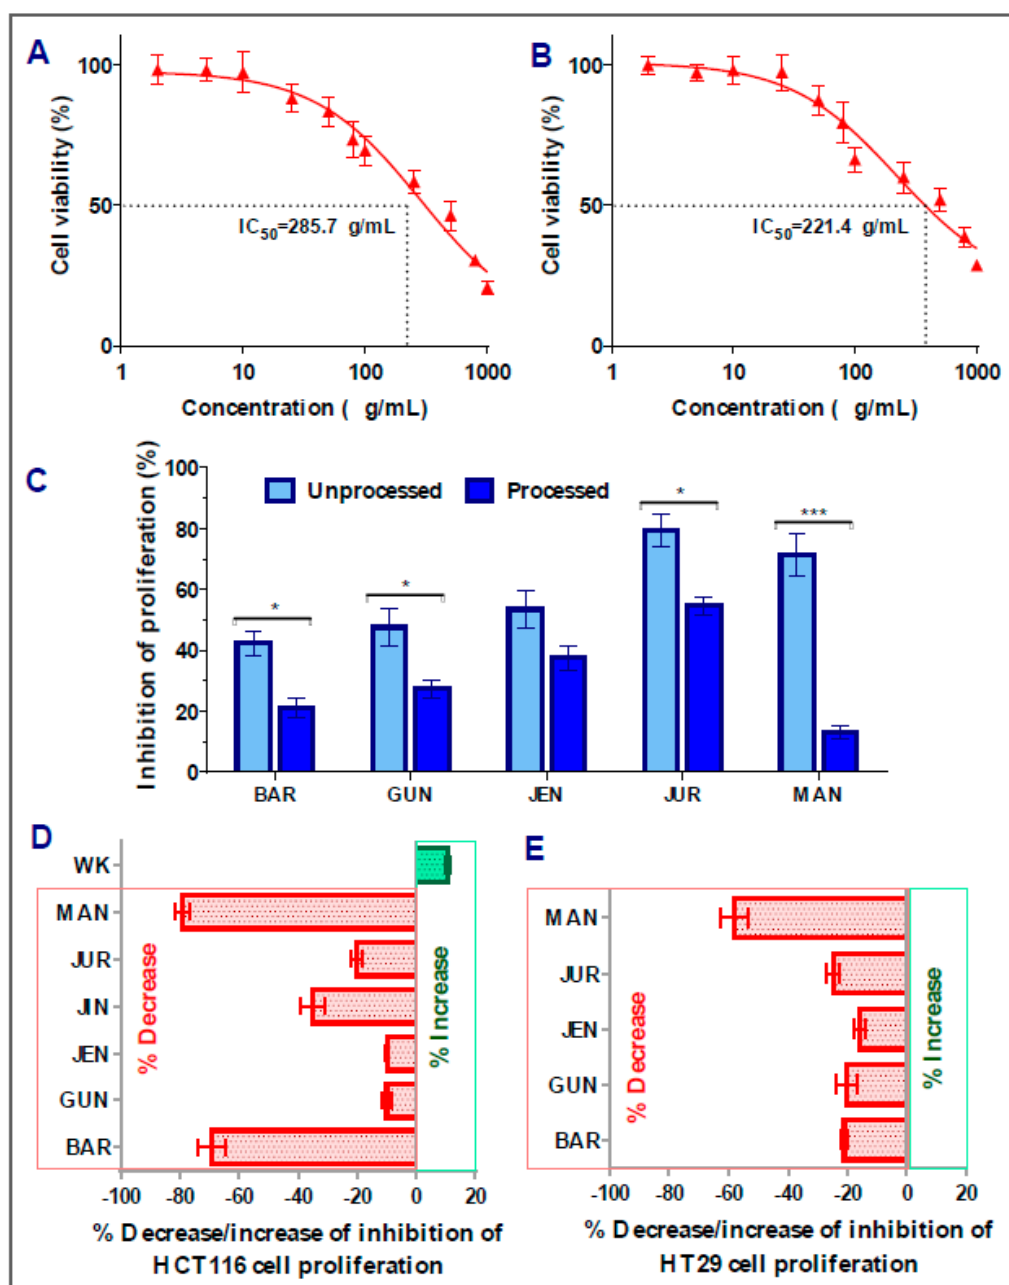 A
B
100
50
0
Cell viability (%)
IC50=285.7 g/mL
1 10 100 1000
Concentration ( g/mL)
100
50
0
Cell viability (%)
IC50=221.4 g/mL
1 10 100 1000
Concentration ( g/mL)
C
Inhibition of proliferation (%)
100
80
60
40
20
0
Unprocessed Processed
* * * ***
BAR GUN JEN JUR MAN
D
WK
MAN
JUR
JIN
JEN
GUN
BAR
% Decrease
% Increase
-100 -80 -60 -40 -20 0 20
% Decrease/increase of inhibition of
HCT116 cell proliferation
E
MAN
JUR
JEN
GUN
BAR
% Decrease
% Increase
-100 -80 -60 -40 -20 0 20
% Decrease/increase of inhibition of
HT29 cell proliferation